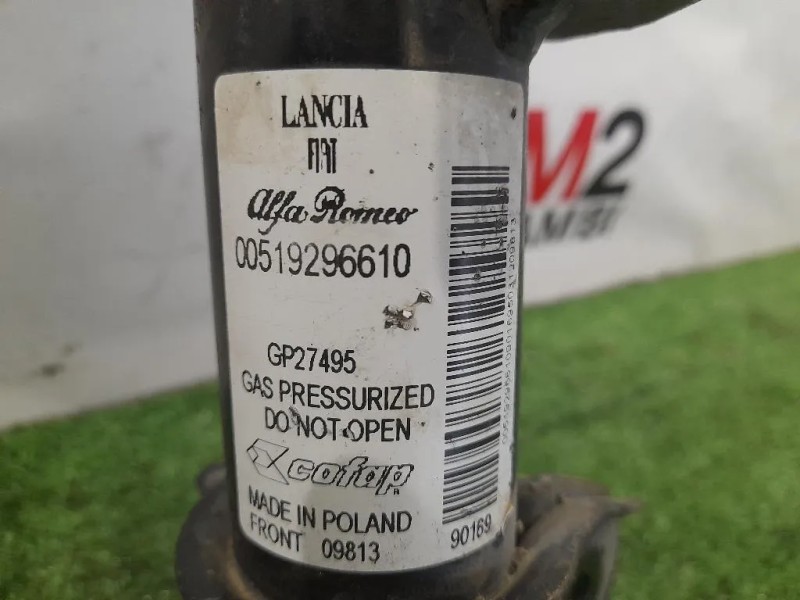 LANCIA
FIAT
Alfa Romeo
00519296610
GP27495
GAS PRESSURIZED
DO NOT OPEN
cofap
MADE IN POLAND
FRONT 09813
90169
M2